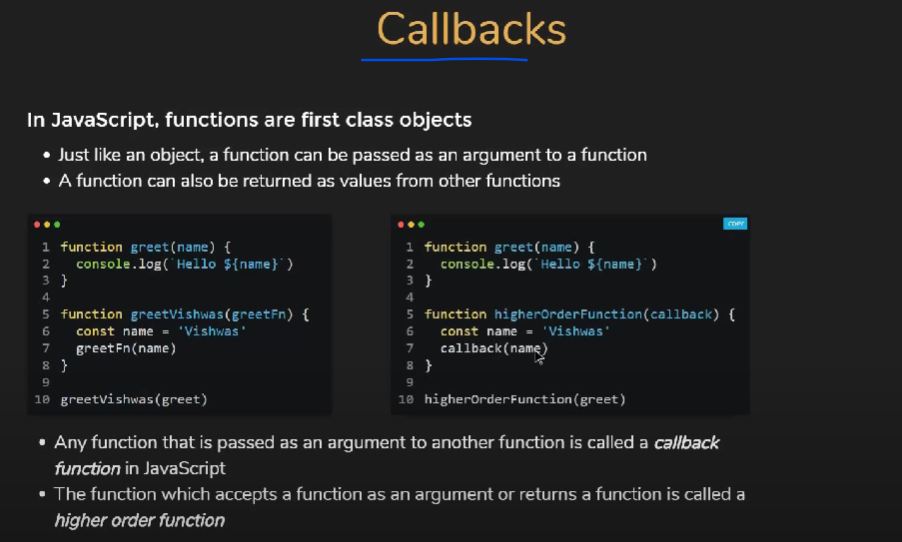 Callbacks
In JavaScript, functions are first class objects
• Just like an object, a function can be passed as an argument to a function
• A function can also be returned as values from other functions
1 function greet(name) {
2   console.log(`Hello ${name}`)
3 }
4
5 function greetVishwas(greetFn) {
6   const name = 'Vishwas'
7   greetFn(name)
8 }
9
10 greetVishwas(greet)
COPY
1 function greet(name) {
2   console.log(`Hello ${name}`)
3 }
4
5 function higherOrderFunction(callback) {
6   const name = 'Vishwas'
7   callback(name)
8 }
9
10 higherOrderFunction(greet)
• Any function that is passed as an argument to another function is called a callback
function in JavaScript
• The function which accepts a function as an argument or returns a function is called a
higher order function